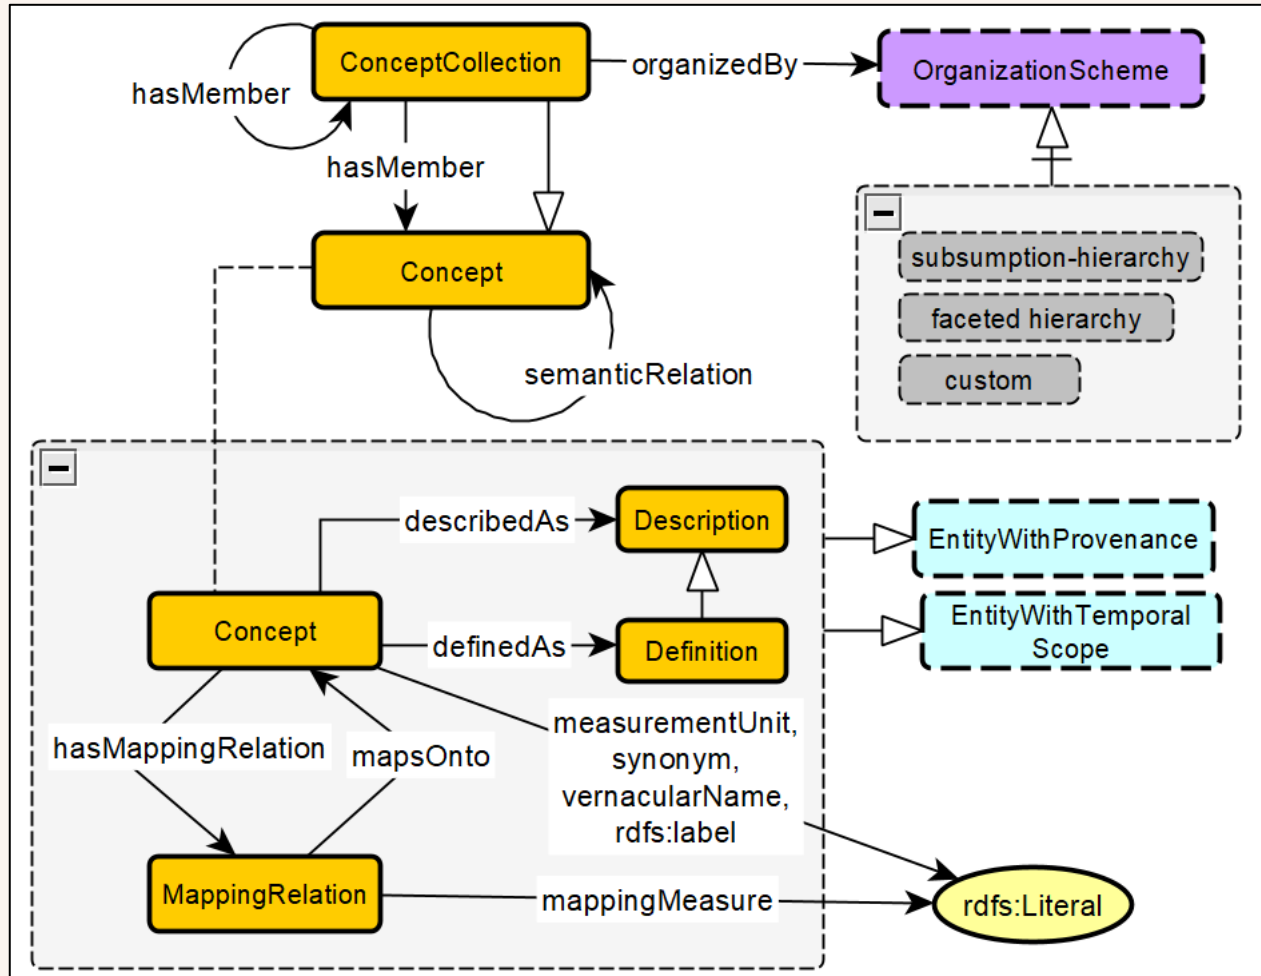 ConceptCollection
organizedBy
OrganizationScheme
hasMember
hasMember
subsumption-hierarchy
faceted hierarchy
custom
Concept
semanticRelation
describedAs
Description
EntityWithProvenance
EntityWithTemporal
Scope
Concept
definedAs
Definition
hasMappingRelation
mapsOnto
measurementUnit,
synonym,
vernacularName,
rdfs:label
MappingRelation
mappingMeasure
rdfs:Literal